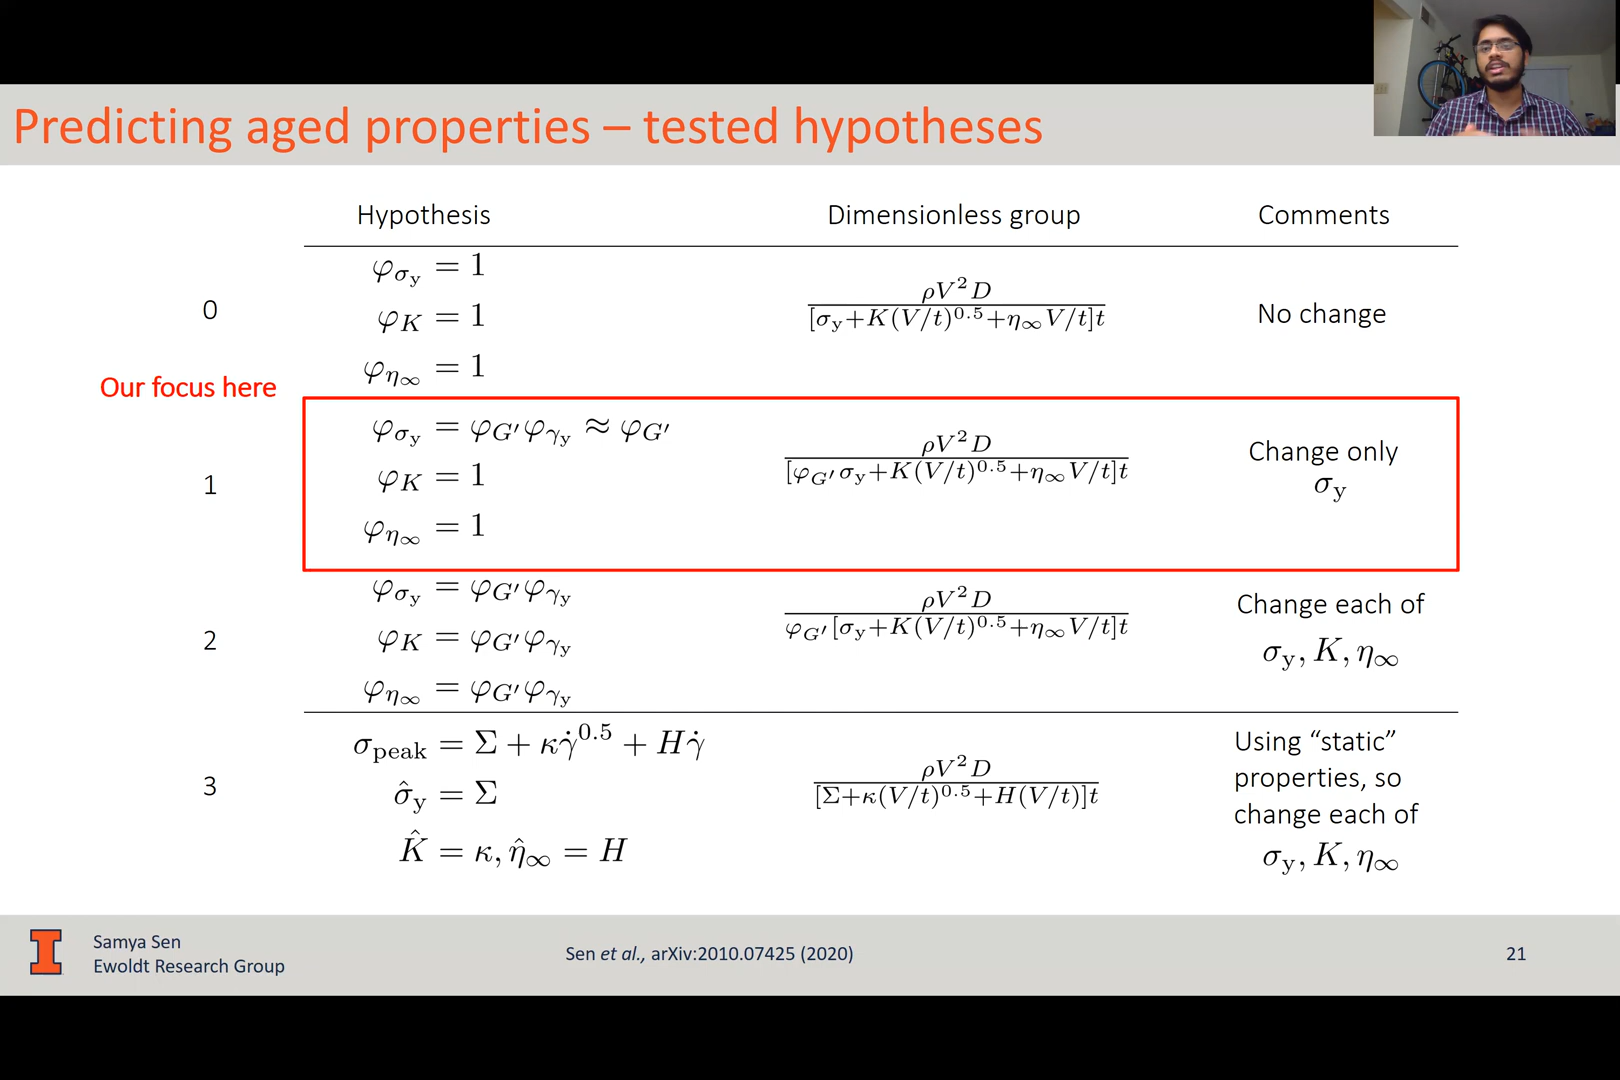 Predicting aged properties – tested hypotheses
Hypothesis Dimensionless group Comments
0
φ_{σ_y} = 1
φ_K = 1
φ_{η_∞} = 1
ρV²D / [σ_y+K(V/t)^{0.5}+η_∞V/t]t
No change
Our focus here
1
φ_{σ_y} = φ_{G′}φ_{γ_y} ≈ φ_{G′}
φ_K = 1
φ_{η_∞} = 1
ρV²D / [φ_{G′}σ_y+K(V/t)^{0.5}+η_∞V/t]t
Change only
σ_y
2
φ_{σ_y} = φ_{G′}φ_{γ_y}
φ_K = φ_{G′}φ_{γ_y}
φ_{η_∞} = φ_{G′}φ_{γ_y}
ρV²D / φ_{G′}[σ_y+K(V/t)^{0.5}+η_∞V/t]t
Change each of
σ_y, K, η_∞
3
σ_peak = Σ + κγ̇^{0.5} + Hγ̇
σ̂_y = Σ
K̂ = κ, η̂_∞ = H
ρV²D / [Σ+κ(V/t)^{0.5}+H(V/t)]t
Using “static”
properties, so
change each of
σ_y, K, η_∞
I
Samya Sen
Ewoldt Research Group
Sen et al., arXiv:2010.07425 (2020)
21